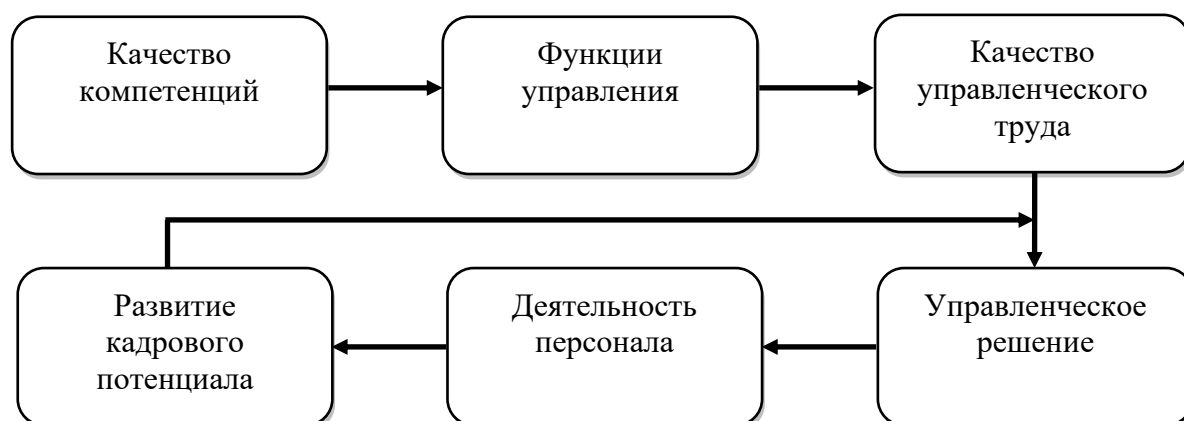 Качество
компетенций
Функции
управления
Качество
управленческого
труда
Развитие
кадрового
потенциала
Деятельность
персонала
Управленческое
решение